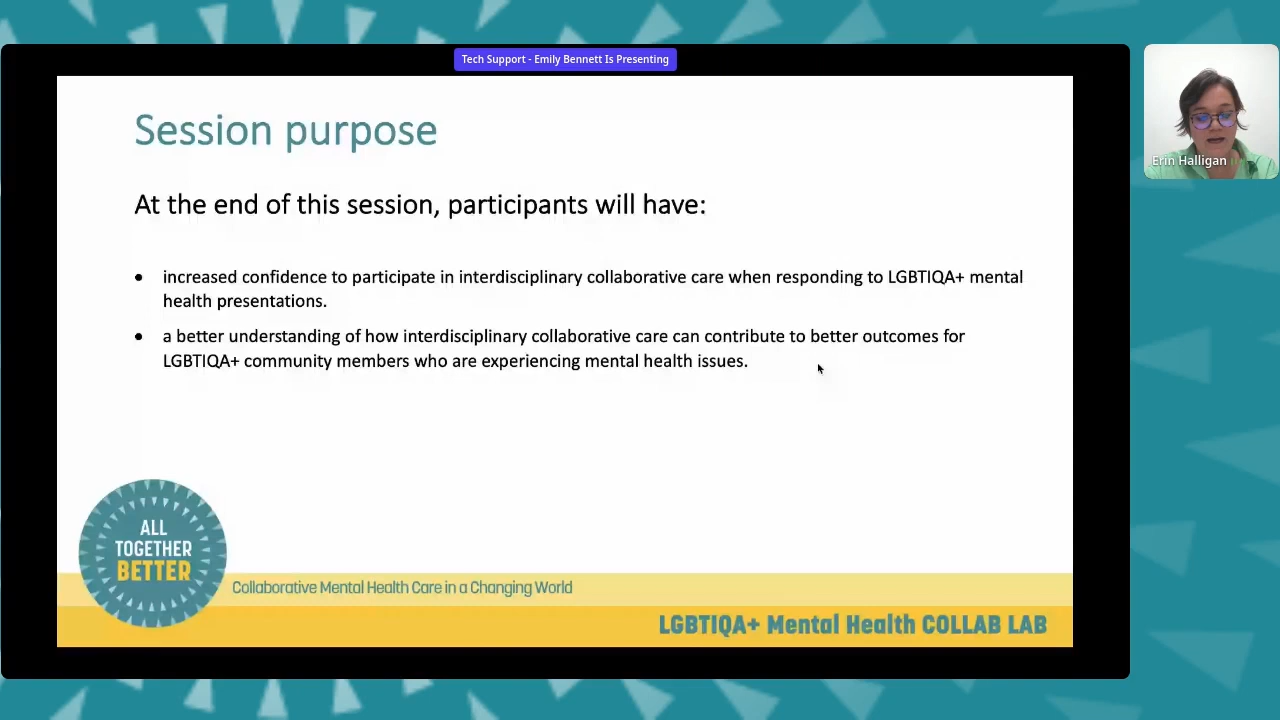 Tech Support - Emily Bennett Is Presenting
Session purpose
Erin Halligan
At the end of this session, participants will have:
• increased confidence to participate in interdisciplinary collaborative care when responding to LGBTIQA+ mental
health presentations.
• a better understanding of how interdisciplinary collaborative care can contribute to better outcomes for
LGBTIQA+ community members who are experiencing mental health issues.
ALL
TOGETHER
BETTER
Collaborative Mental Health Care in a Changing World
LGBTIQA+ Mental Health COLLAB LAB